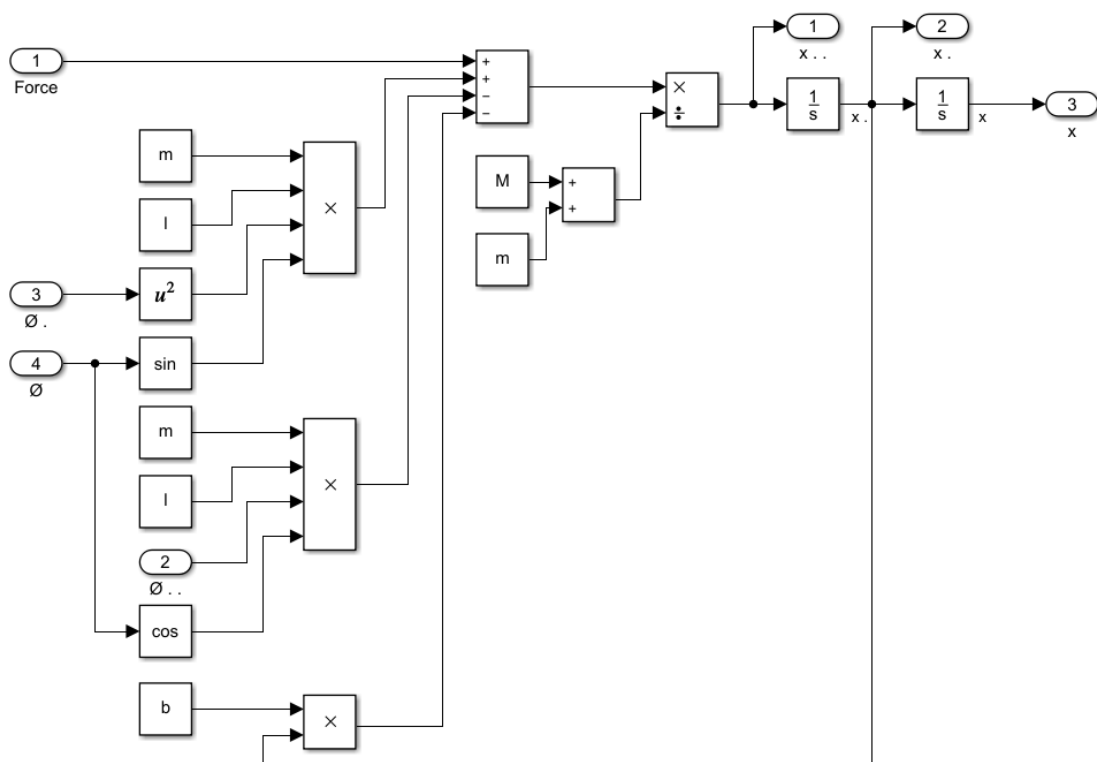 1
Force
+
+
−
−
×
÷
1
x . .
1
s
x .
2
x .
1
s
x
3
x
m
l
3
Ø .
u²
4
Ø
sin
×
M
m
+
+
m
l
2
Ø . .
cos
×
b
×